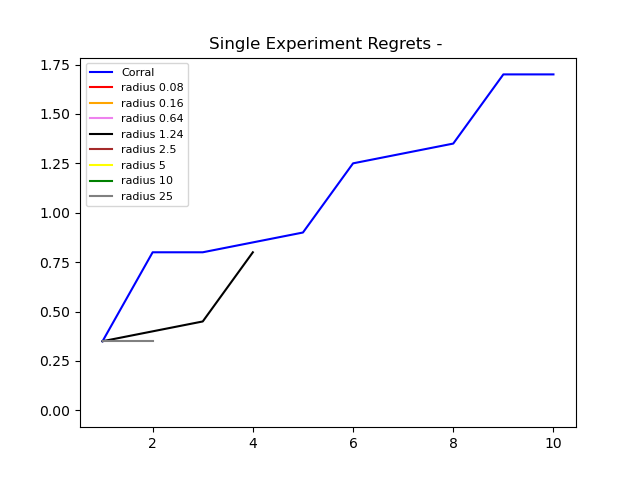 Single Experiment Regrets -
1.75
1.50
1.25
1.00
0.75
0.50
0.25
0.00
Corral
radius 0.08
radius 0.16
radius 0.64
radius 1.24
radius 2.5
radius 5
radius 10
radius 25
2
4
6
8
10